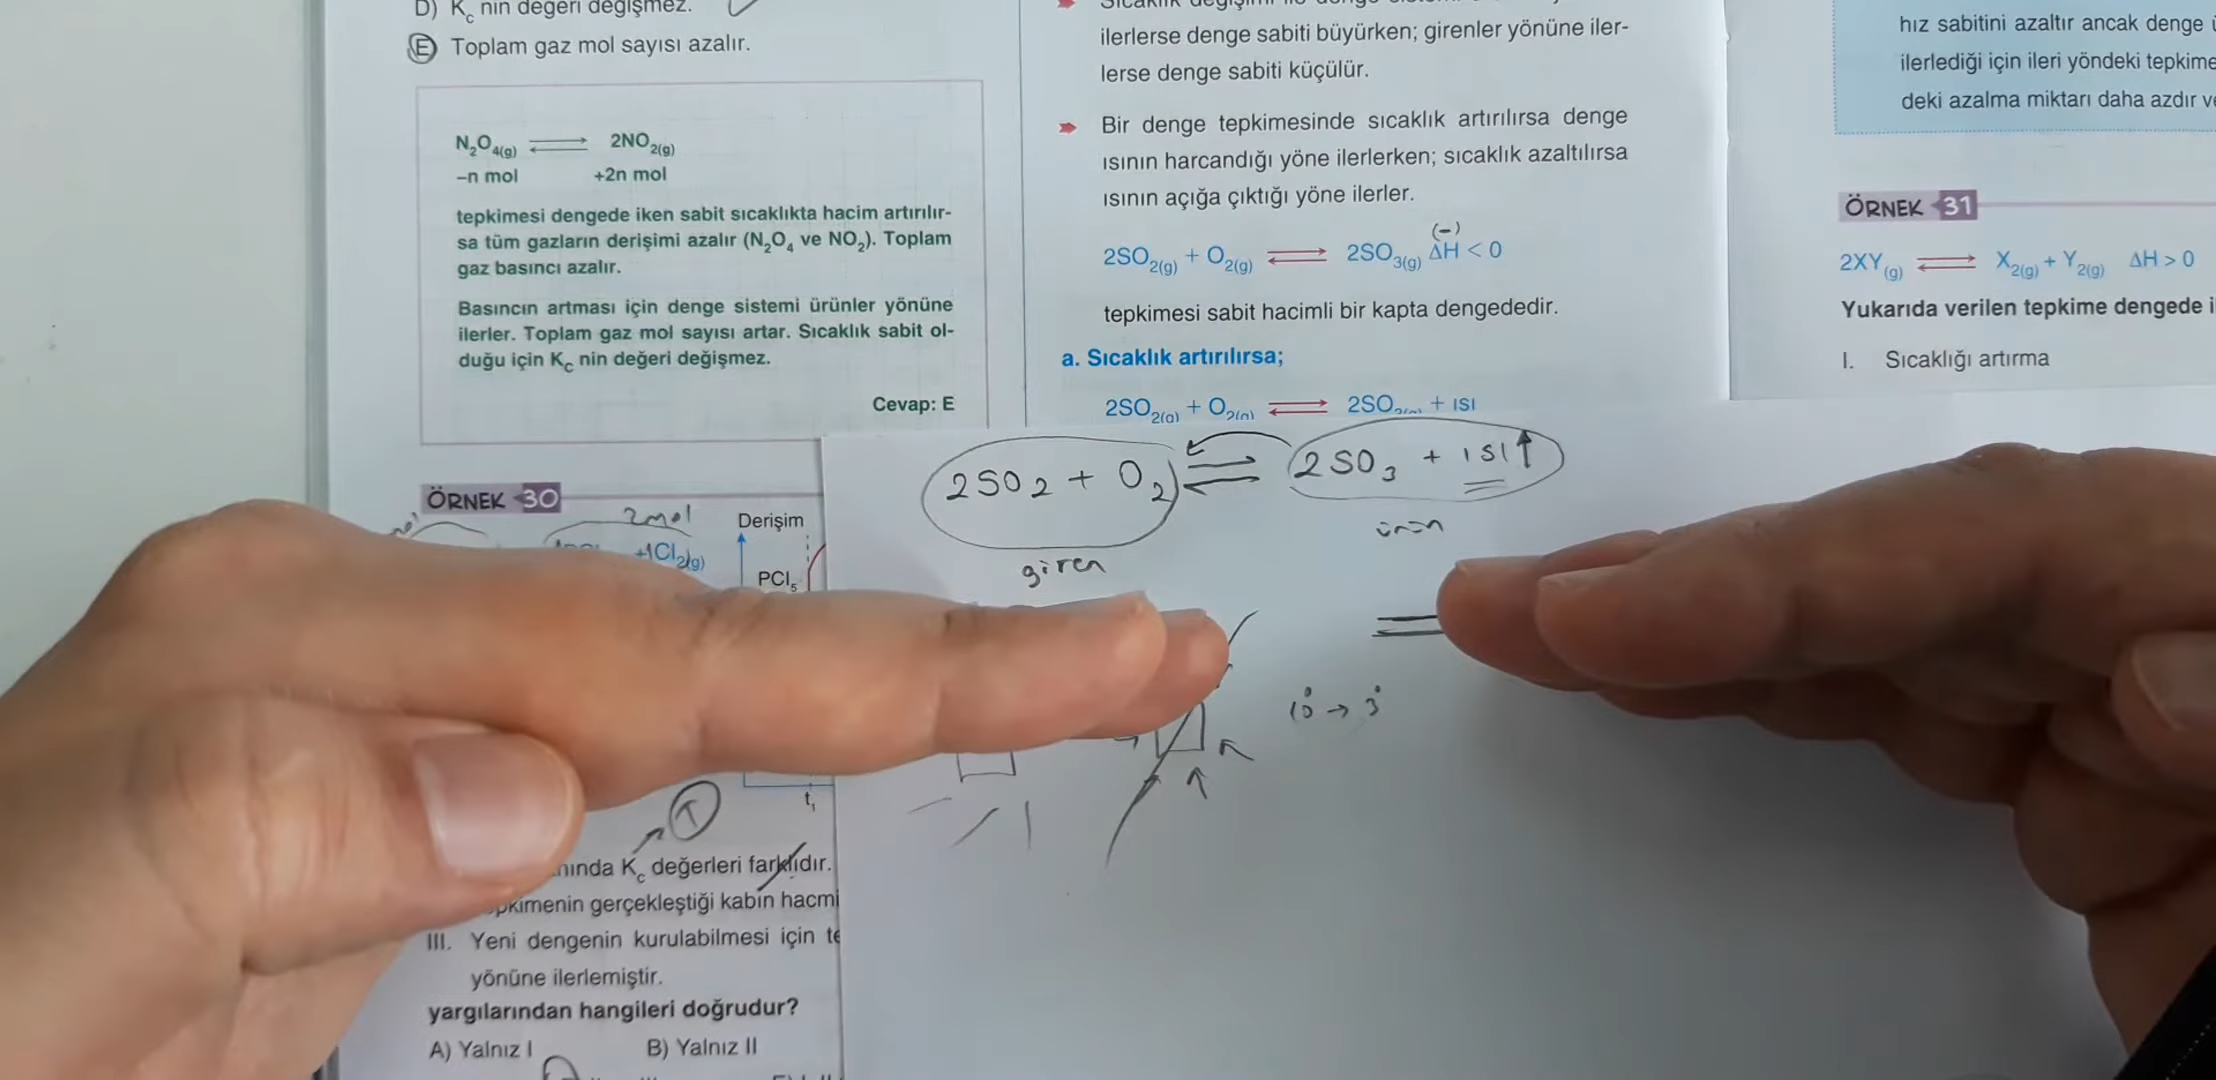 D) Kc nin değeri değişmez.
E) Toplam gaz mol sayısı azalır.
N₂O₄(g) ⇌ 2NO₂(g)
–n mol +2n mol
tepkimesi dengede iken sabit sıcaklıkta hacim artırılır-
sa tüm gazların derişimi azalır (N₂O₄ ve NO₂). Toplam
gaz basıncı azalır.
Basıncın artması için denge sistemi ürünler yönüne
ilerler. Toplam gaz mol sayısı artar. Sıcaklık sabit ol-
duğu için Kc nin değeri değişmez.
Cevap: E
ÖRNEK 30
2mol
+1Cl₂(g)
Derişim
PCl₅
t₁
T
Kc değerleri farklıdır.
gerçekleştiği kabın hacmi
III. Yeni dengenin kurulabilmesi için
yönüne ilerlemiştir.
yargılarından hangileri doğrudur?
A) Yalnız I B) Yalnız II
ilerlerse denge sabiti büyürken; girenler yönüne iler-
lerse denge sabiti küçülür.
Bir denge tepkimesinde sıcaklık artırılırsa denge
ısının harcandığı yöne ilerlerken; sıcaklık azaltılırsa
ısının açığa çıktığı yöne ilerler.
(-)
2SO₂(g) + O₂(g) ⇌ 2SO₃(g) ΔH < 0
tepkimesi sabit hacimli bir kapta dengededir.
a. Sıcaklık artırılırsa;
2SO₂(g) + O₂(g) ⇌ 2SO₃(g) + ısı
2SO₂ + O₂ ⇌ 2SO₃ + ısı↑
giren
ürün
10° → 3°
hız sabitini azaltır ancak denge
ilerlediği için ileri yöndeki tepkime
deki azalma miktarı daha azdır
ÖRNEK 31
2XY(g) ⇌ X₂(g) + Y₂(g) ΔH > 0
Yukarıda verilen tepkime dengede
I. Sıcaklığı artırma